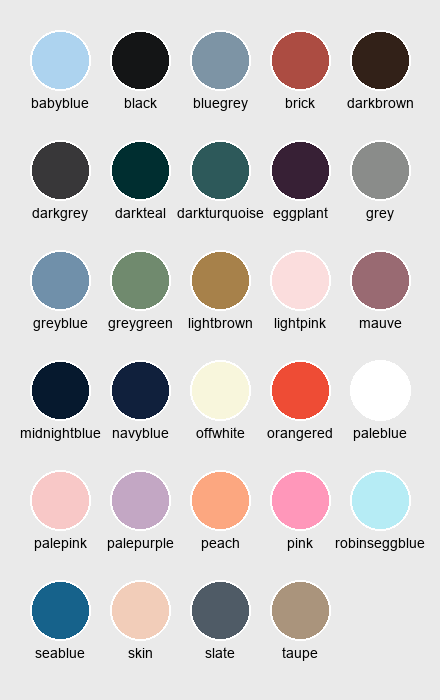 babyblue black bluegrey brick darkbrown
darkgrey darkteal darkturquoise eggplant grey
greyblue greygreen lightbrown lightpink mauve
midnightblue navyblue offwhite orangered paleblue
palepink palepurple peach pink robinseggblue
seablue skin slate taupe